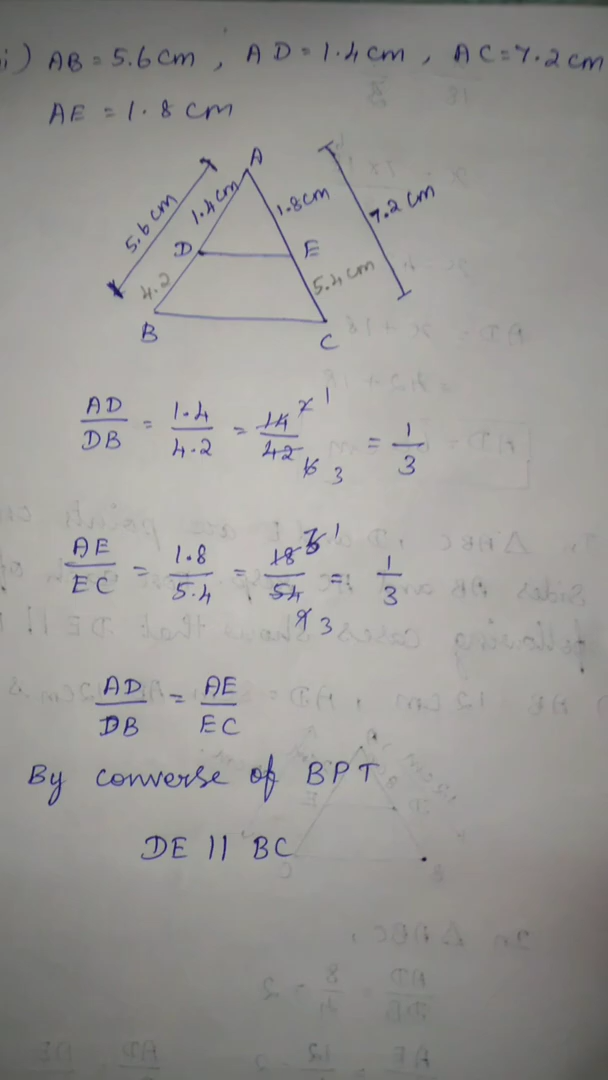 ii) AB = 5.6 cm , AD = 1.4 cm , AC = 7.2 cm
AE = 1.8 cm
A
5.6 cm
1.4 cm
1.8 cm
7.2 cm
D
E
4.2
5.4 cm
B
C
AD/DB = 1.4/4.2 = 14/42 = 1/3
AE/EC = 1.8/5.4 = 18/54 = 1/3
AD/DB = AE/EC
By converse of BPT
DE || BC